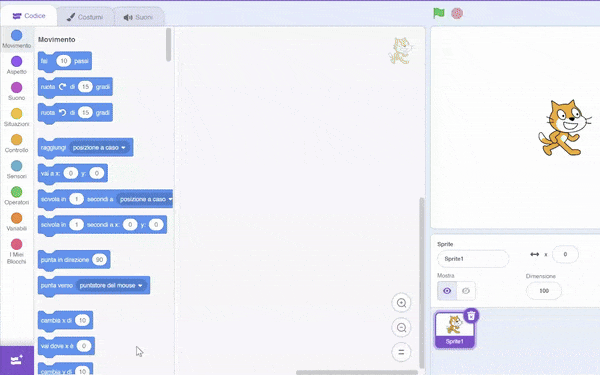 Codice Costumi Suoni
Movimento
Aspetto
Suono
Situazioni
Controllo
Sensori
Operatori
Variabili
I Miei Blocchi
Movimento
fai 10 passi
ruota di 15 gradi
ruota di 15 gradi
raggiungi posizione a caso
vai a x: 0 y: 0
scivola in 1 secondi a posizione a caso
scivola in 1 secondi a x: 0 y: 0
punta in direzione 90
punta verso puntatore del mouse
cambia x di 10
vai dove x è 0
cambia y di 10
Sprite
Sprite1
x 0
Mostra
Dimensione
100
Sprite1